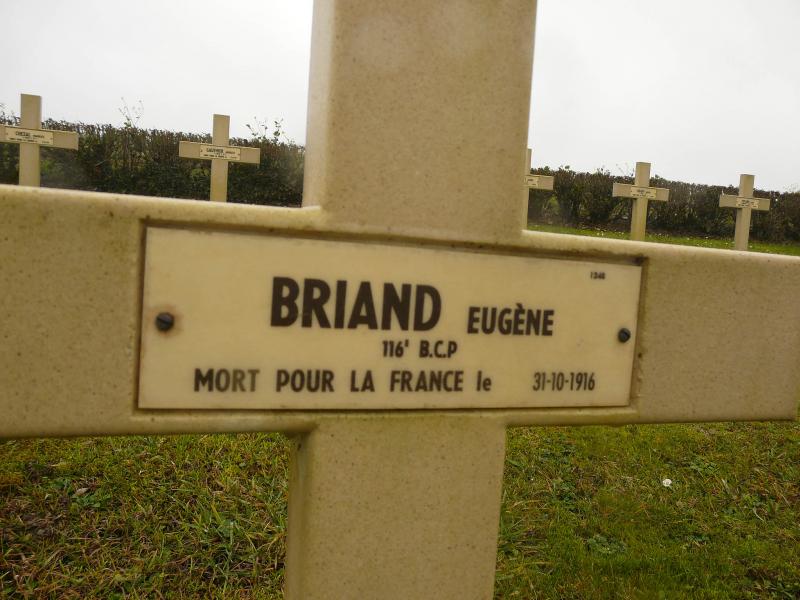 1348
BRIAND EUGÈNE
116ᵉ B.C.P
MORT POUR LA FRANCE le 31-10-1916